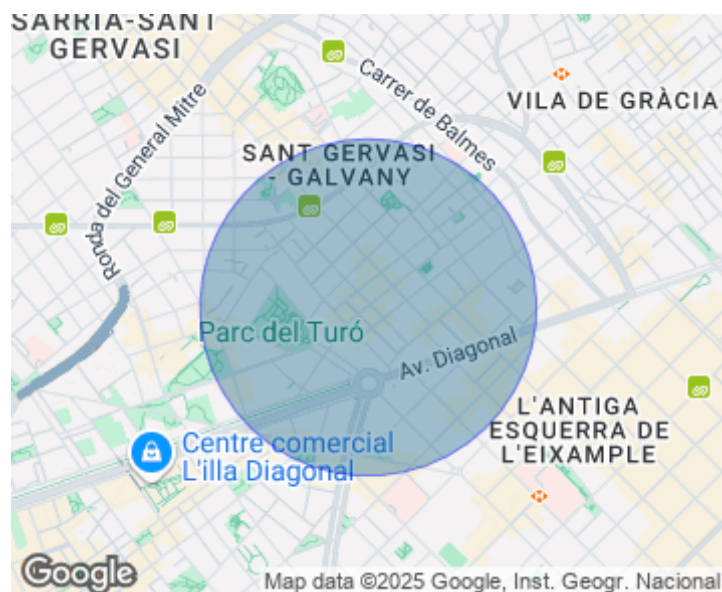 SARRIÀ-SANT
GERVASI
Carrer de Balmes
VILA DE GRÀCIA
Ronda del General Mitre
SANT GERVASI
- GALVANY
Parc del Turó
Av. Diagonal
L'ANTIGA
ESQUERRA DE
L'EIXAMPLE
Centre comercial
L'illa Diagonal
Google
Map data ©2025 Google, Inst. Geogr. Nacional